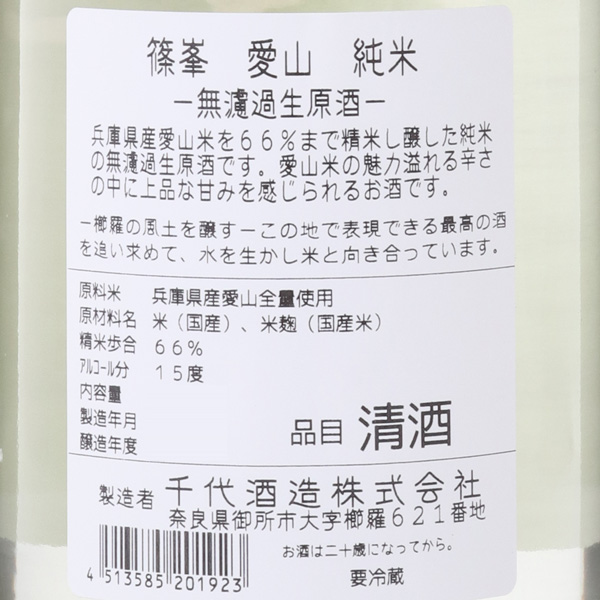 篠峯　愛山　純米
－無濾過生原酒－
兵庫県産愛山米を６６％まで精米し醸した純米
の無濾過生原酒です。愛山米の魅力溢れる辛さ
の中に上品な甘みを感じられるお酒です。
－櫛羅の風土を醸す－この地で表現できる最高の酒
を追い求めて、水を生かし米と向き合っています。
原料米　兵庫県産愛山全量使用
原材料名　米（国産）、米麹（国産米）
精米歩合　６６％
ｱﾙｺｰﾙ分　１５度
内容量
製造年月
醸造年度
品目 清酒
製造者 千代酒造株式会社
奈良県御所市大字櫛羅６２１番地
お酒は二十歳になってから。
要冷蔵
4 513585 201923